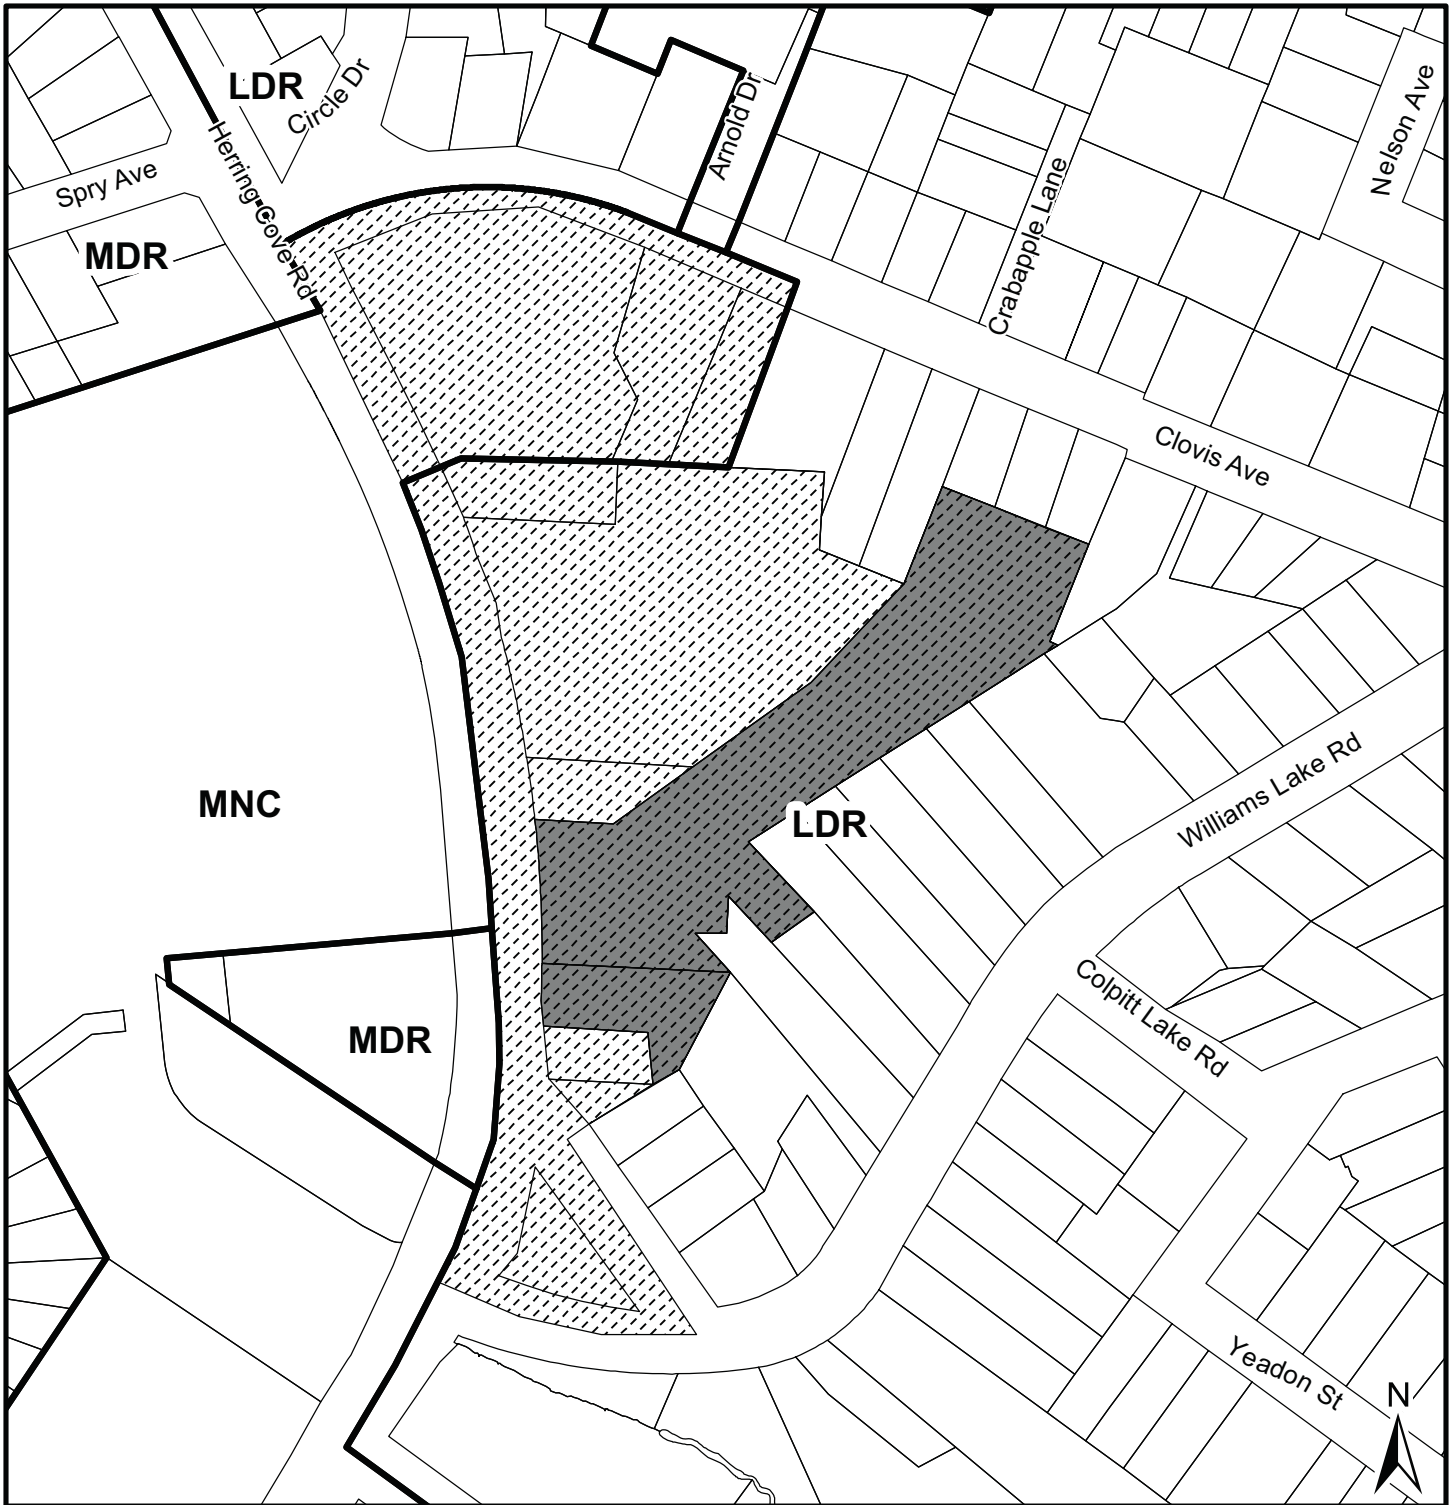 LDR
Circle Dr
Arnold Dr
Nelson Ave
Herring Cove Rd
Spry Ave
MDR
Crabapple Lane
Clovis Ave
MNC
LDR
Williams Lake Rd
Colpitt Lake Rd
MDR
Yeadon St
N